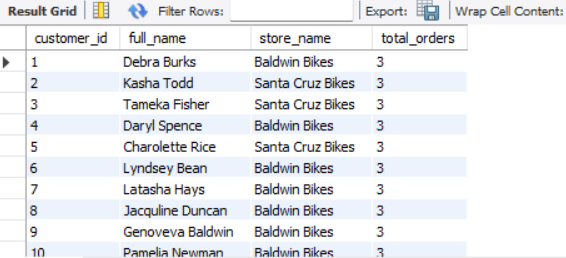 Result Grid Filter Rows: Export: Wrap Cell Content:
customer_id full_name store_name total_orders
1 Debra Burks Baldwin Bikes 3
2 Kasha Todd Santa Cruz Bikes 3
3 Tameka Fisher Santa Cruz Bikes 3
4 Daryl Spence Baldwin Bikes 3
5 Charolette Rice Santa Cruz Bikes 3
6 Lyndsey Bean Baldwin Bikes 3
7 Latasha Hays Baldwin Bikes 3
8 Jacquline Duncan Baldwin Bikes 3
9 Genoveva Baldwin Baldwin Bikes 3
10 Pamelia Newman Baldwin Bikes 3